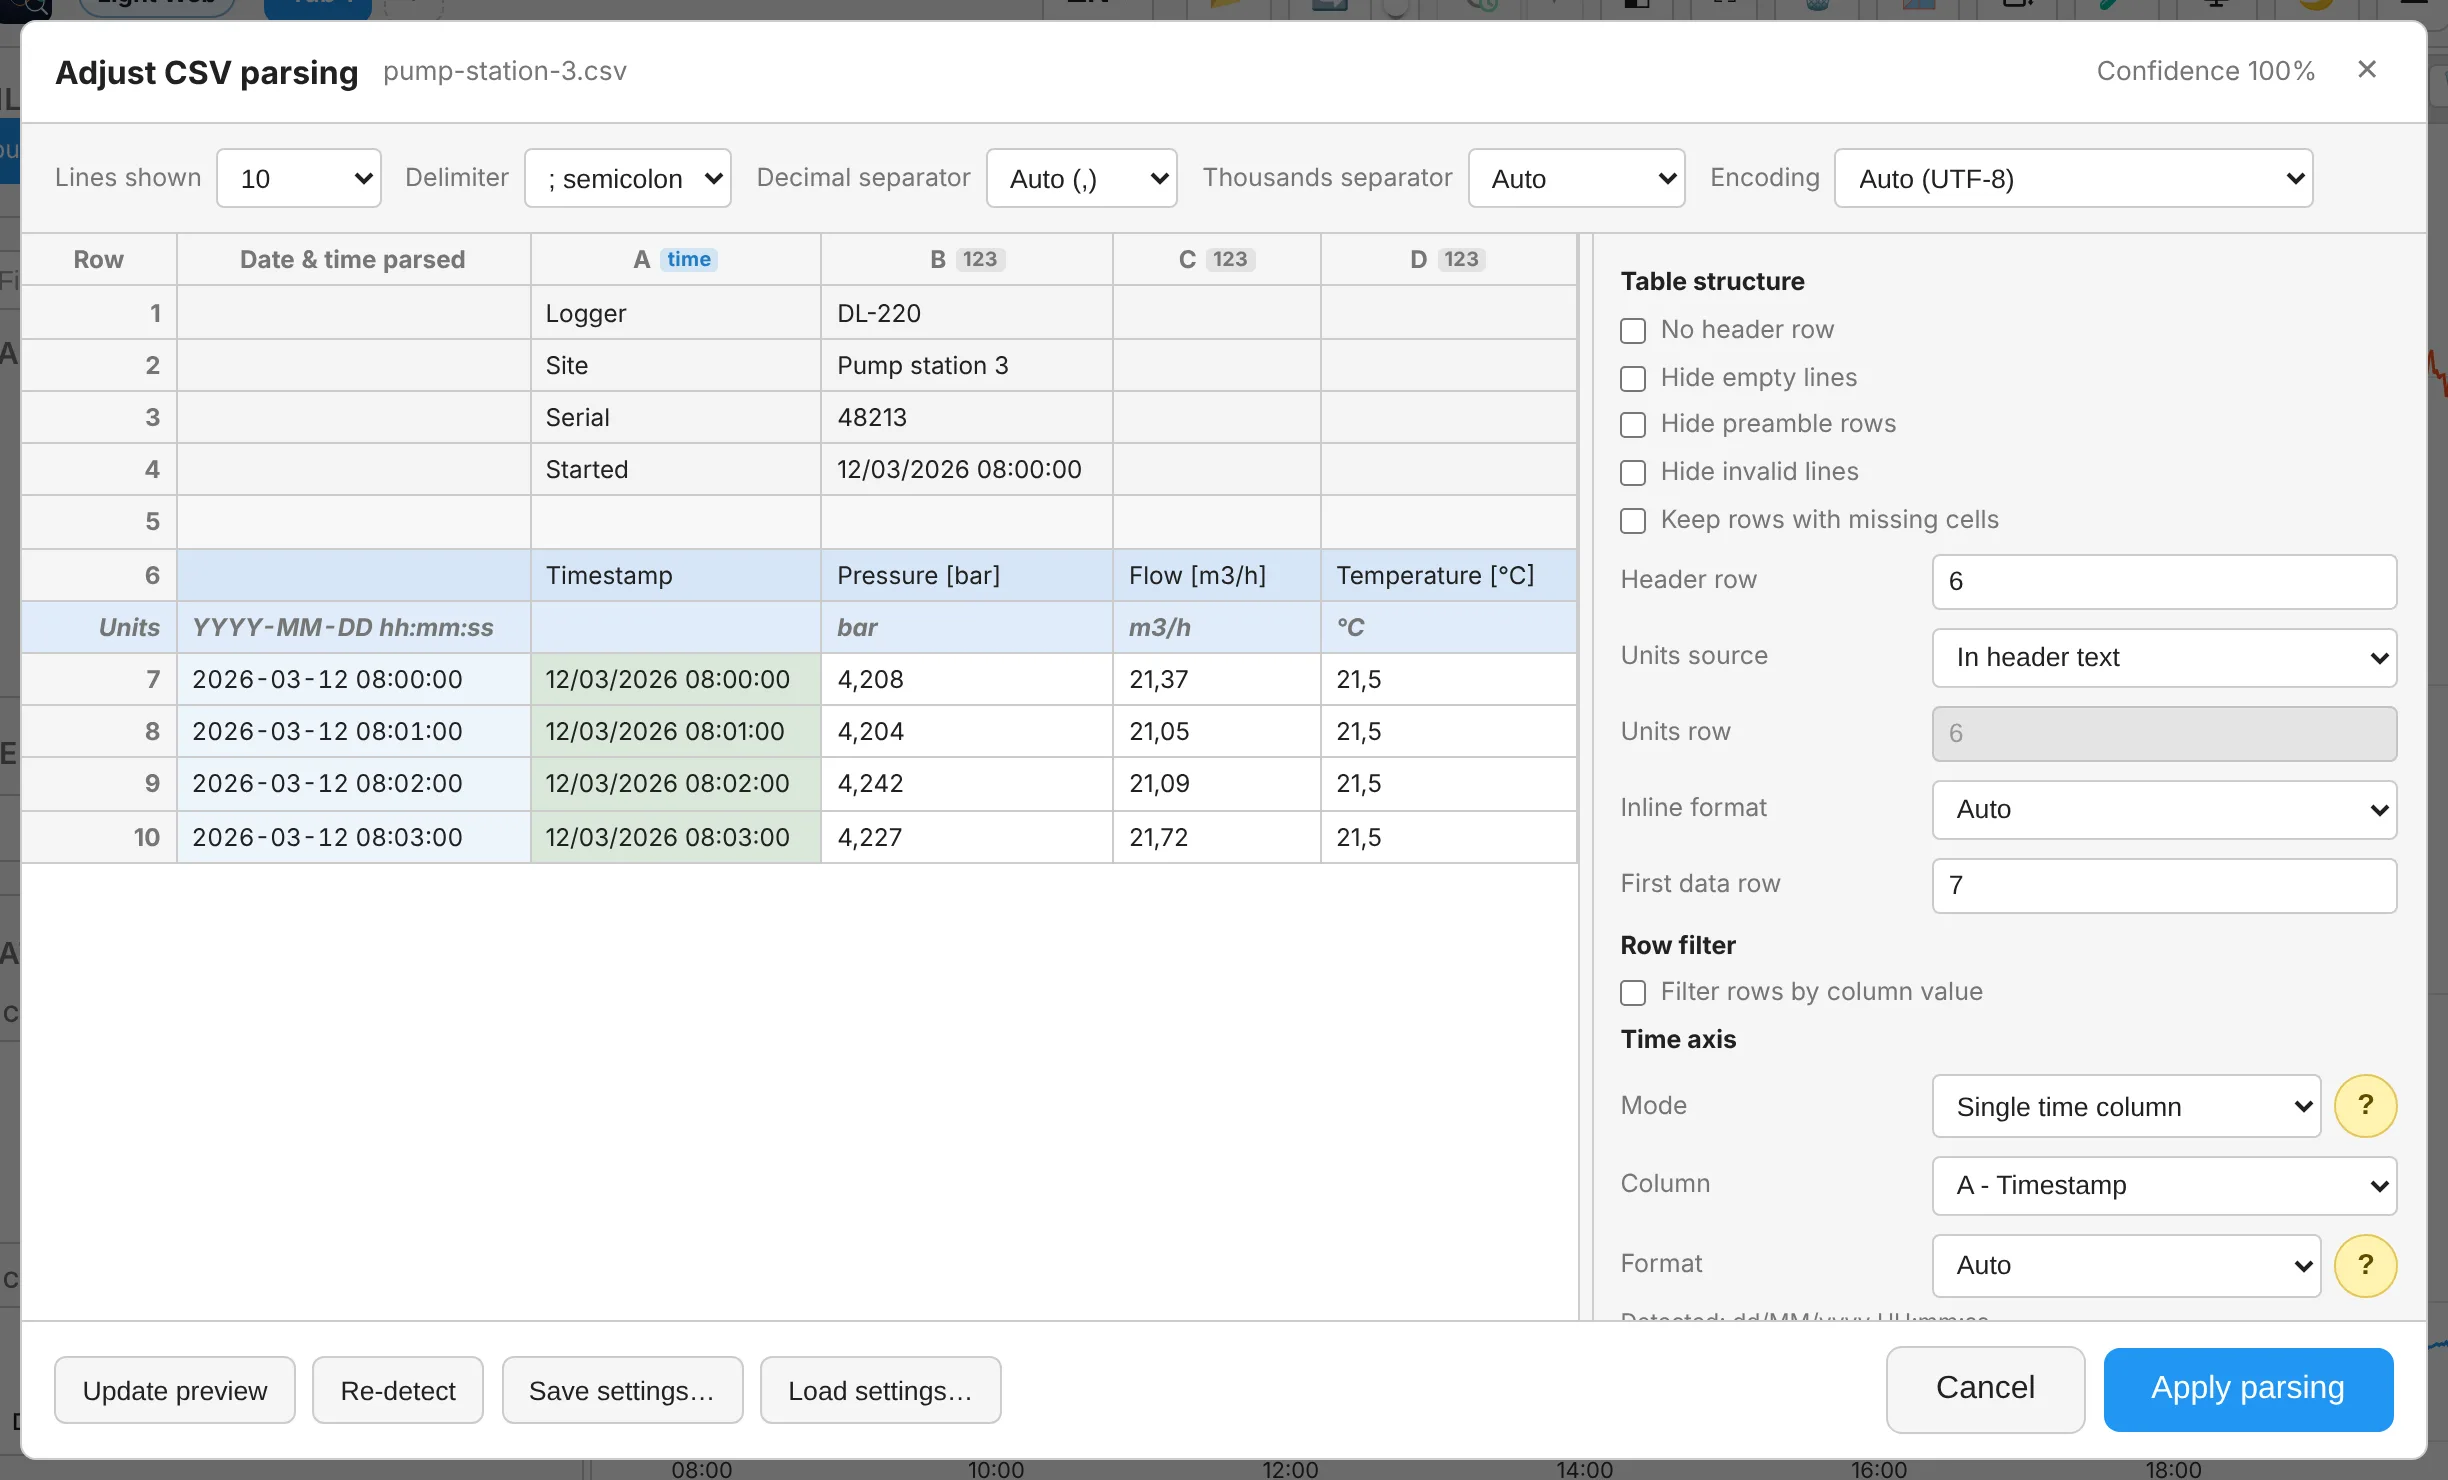 Adjust CSV parsing pump-station-3.csv Confidence 100% ✕
Lines shown 10 Delimiter ; semicolon Decimal separator Auto (,) Thousands separator Auto Encoding Auto (UTF-8)
Row Date & time parsed A time B 123 C 123 D 123
1 Logger DL-220
2 Site Pump station 3
3 Serial 48213
4 Started 12/03/2026 08:00:00
5
6 Timestamp Pressure [bar] Flow [m3/h] Temperature [°C]
Units YYYY-MM-DD hh:mm:ss bar m3/h °C
7 2026-03-12 08:00:00 12/03/2026 08:00:00 4,208 21,37 21,5
8 2026-03-12 08:01:00 12/03/2026 08:01:00 4,204 21,05 21,5
9 2026-03-12 08:02:00 12/03/2026 08:02:00 4,242 21,09 21,5
10 2026-03-12 08:03:00 12/03/2026 08:03:00 4,227 21,72 21,5
Table structure
No header row
Hide empty lines
Hide preamble rows
Hide invalid lines
Keep rows with missing cells
Header row 6
Units source In header text
Units row 6
Inline format Auto
First data row 7
Row filter
Filter rows by column value
Time axis
Mode Single time column ?
Column A - Timestamp
Format Auto ?
Detected: dd/MM/yyyy HH:mm:ss
Update preview Re-detect Save settings… Load settings… Cancel Apply parsing
08:00 10:00 12:00 14:00 16:00 18:00